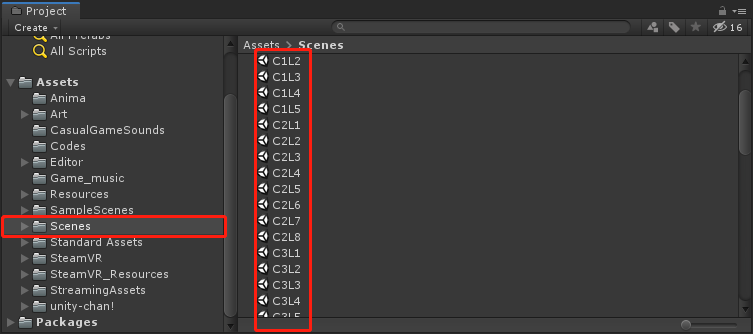 Project
Create
16
All Prefabs
All Scripts
Assets
Anima
Art
CasualGameSounds
Codes
Editor
Game_music
Resources
SampleScenes
Scenes
Standard Assets
SteamVR
SteamVR_Resources
StreamingAssets
unity-chan!
Packages
Assets > Scenes
C1L2
C1L3
C1L4
C1L5
C2L1
C2L2
C2L3
C2L4
C2L5
C2L6
C2L7
C2L8
C3L1
C3L2
C3L3
C3L4
C3L5